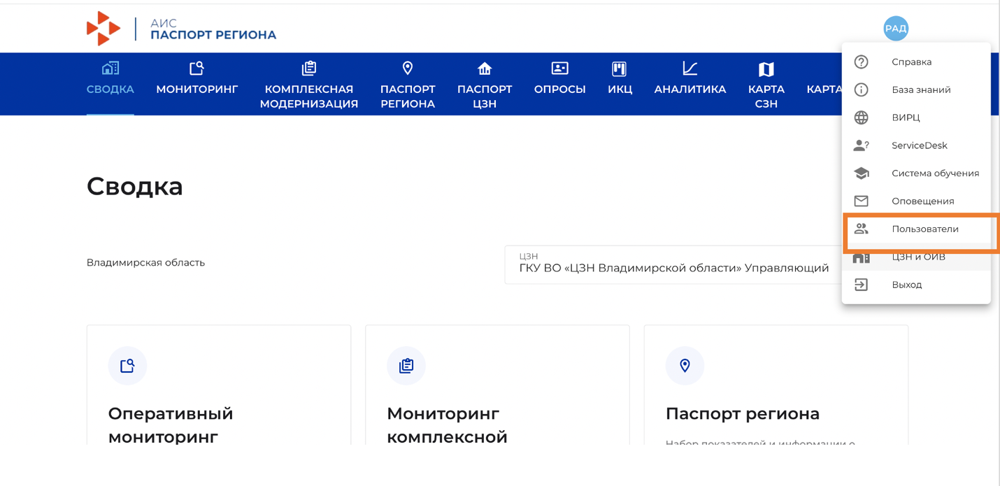 АИС
ПАСПОРТ РЕГИОНА
РАД
СВОДКА
МОНИТОРИНГ
КОМПЛЕКСНАЯ
МОДЕРНИЗАЦИЯ
ПАСПОРТ
РЕГИОНА
ПАСПОРТ
ЦЗН
ОПРОСЫ
ИКЦ
АНАЛИТИКА
КАРТА
СЗН
КАРТА
Справка
База знаний
ВИРЦ
ServiceDesk
Система обучения
Оповещения
Пользователи
ЦЗН и ОИВ
Выход
Сводка
Владимирская область
ЦЗН
ГКУ ВО «ЦЗН Владимирской области» Управляющий
Оперативный
мониторинг
Мониторинг
комплексной
Паспорт региона
Набор показателей и информации о